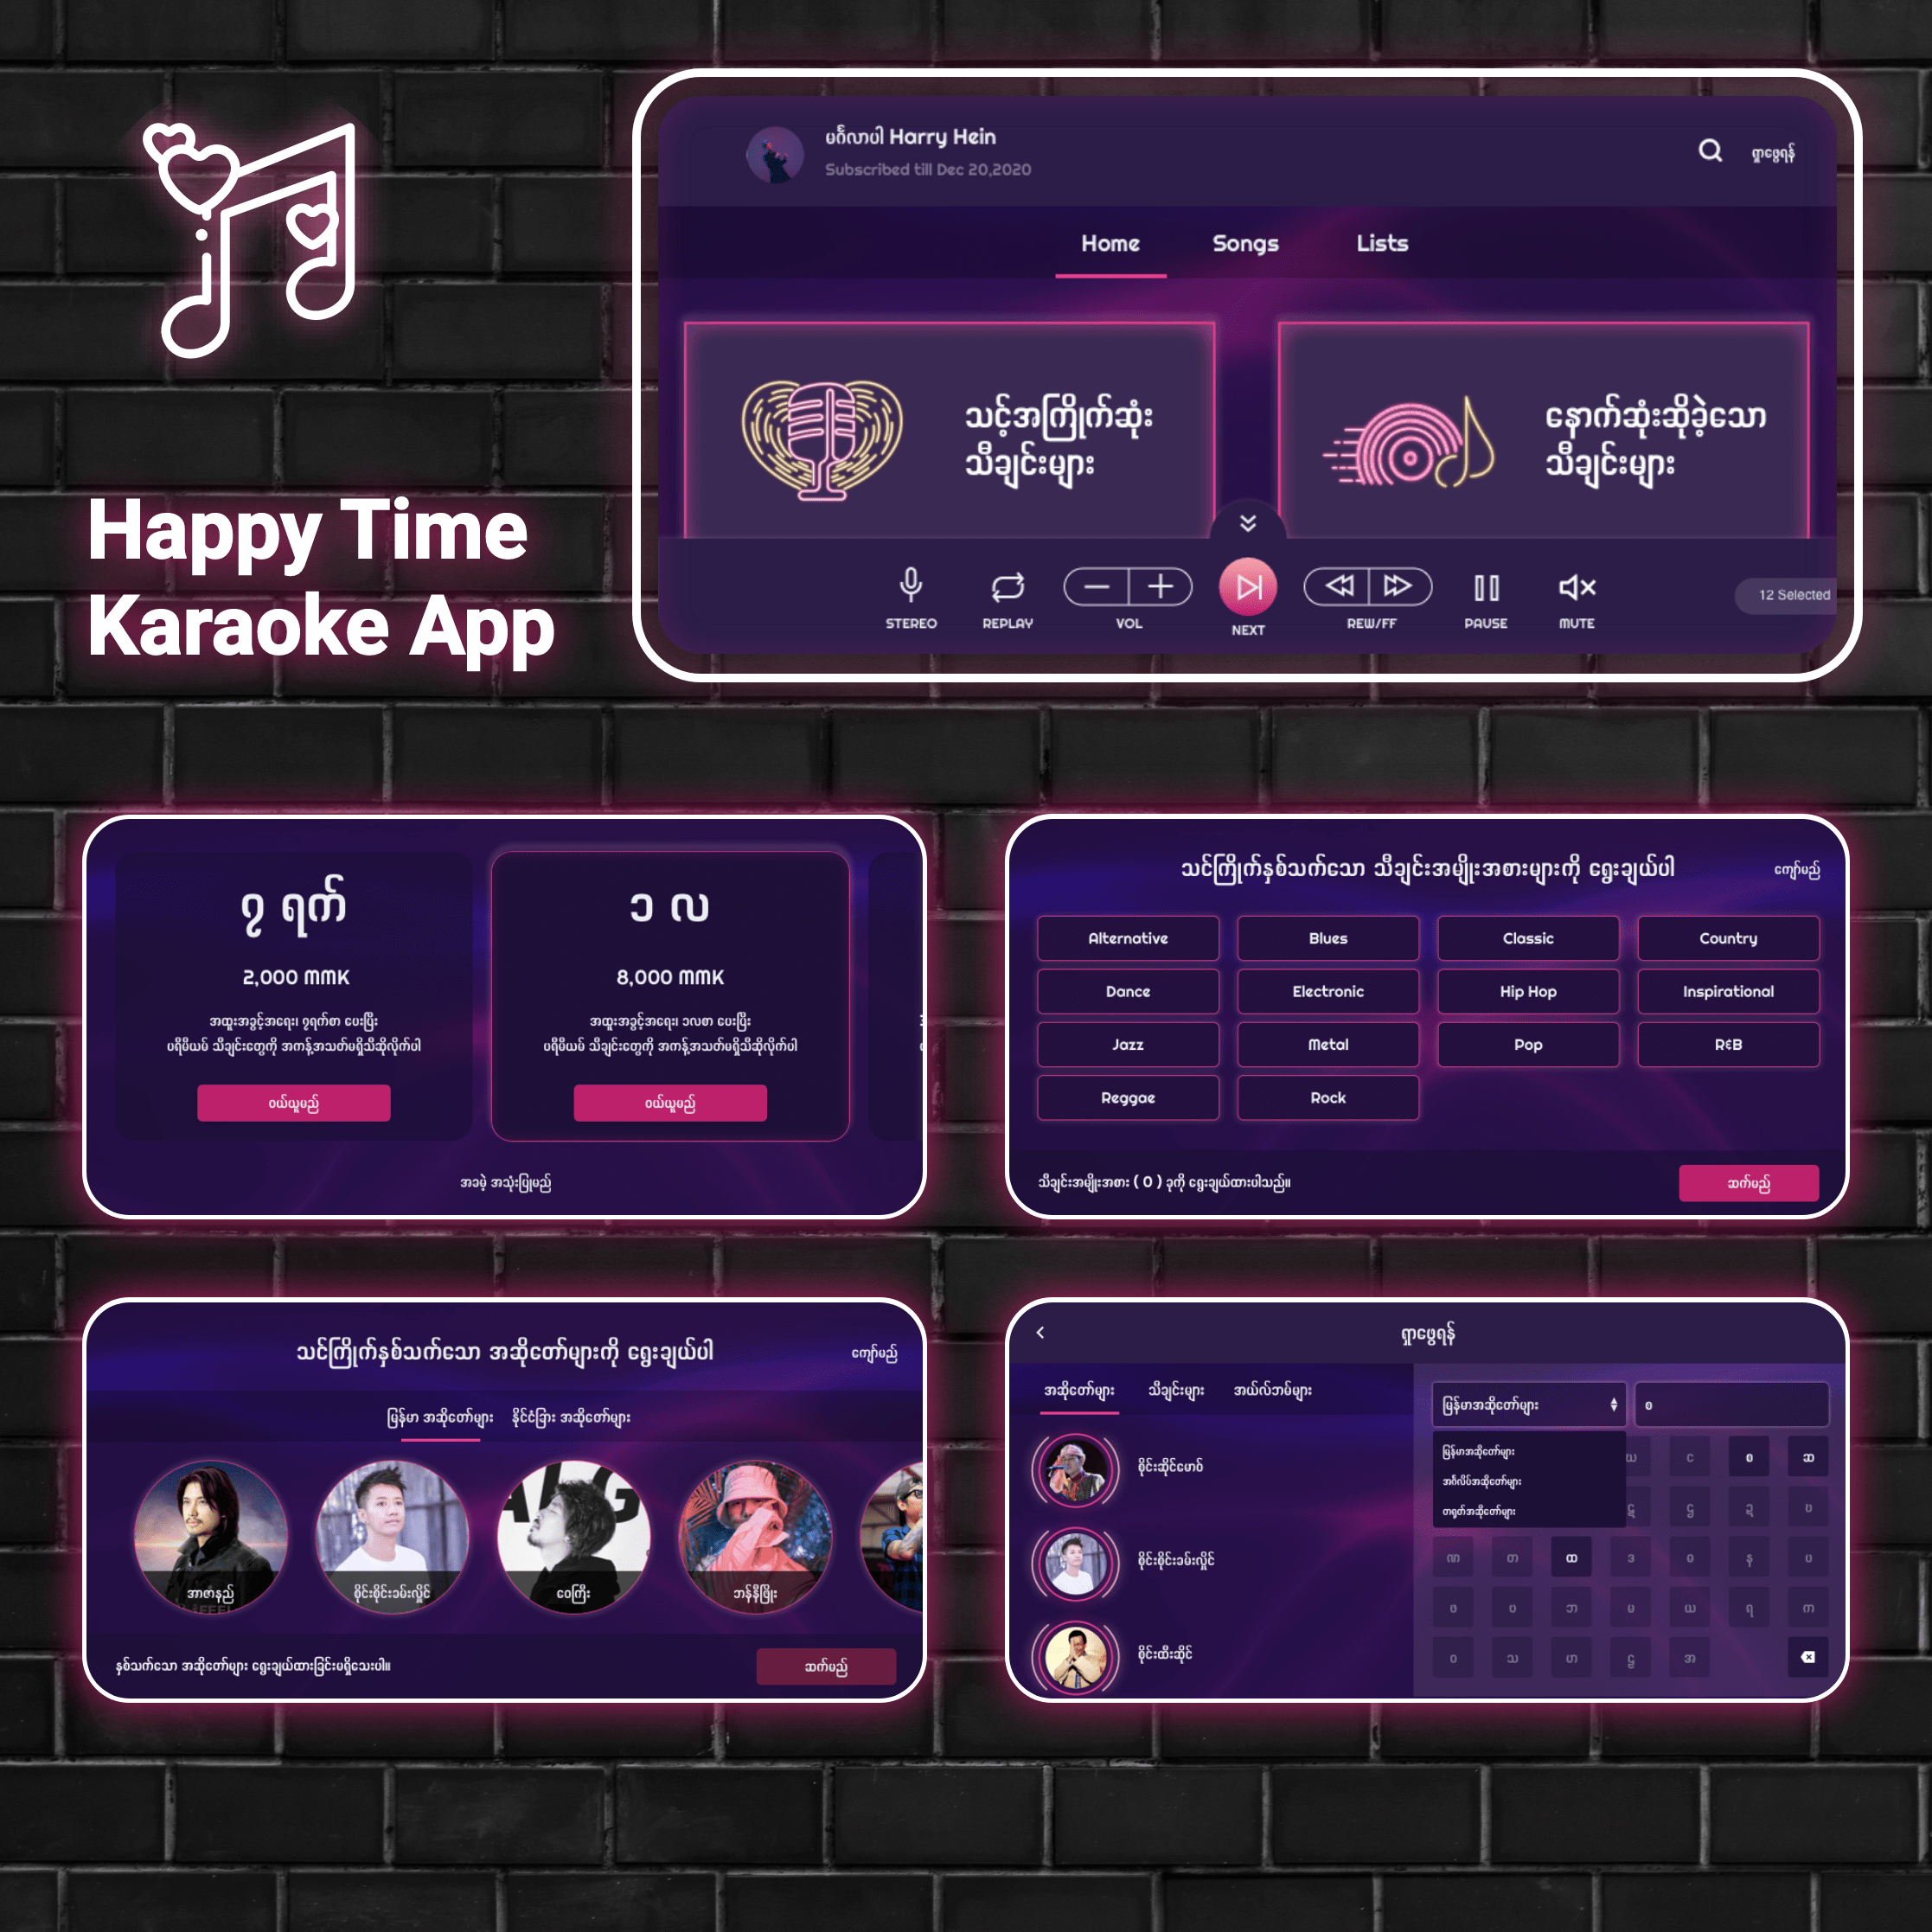 Happy Time
Karaoke App
မင်္ဂလာပါ Harry Hein
Subscribed till Dec 20,2020
ရှာဖွေရန်
Home
Songs
Lists
သင့်အကြိုက်ဆုံး
သီချင်းများ
နောက်ဆုံးဆိုခဲ့သော
သီချင်းများ
STEREO
REPLAY
VOL
NEXT
REW/FF
PAUSE
MUTE
12 Selected
၇ ရက်
2,000 MMK
အထူးအခွင့်အရေး၊ ၇ရက်စာ ပေးပြီး
ပရီမီယမ် သီချင်းတွေကို အကန့်အသတ်မရှိသီဆိုလိုက်ပါ
ဝယ်ယူမည်
၁ လ
8,000 MMK
အထူးအခွင့်အရေး၊ ၁လစာ ပေးပြီး
ပရီမီယမ် သီချင်းတွေကို အကန့်အသတ်မရှိသီဆိုလိုက်ပါ
ဝယ်ယူမည်
အခမဲ့ အသုံးပြုမည်
သင်ကြိုက်နှစ်သက်သော သီချင်းအမျိုးအစားများကို ရွေးချယ်ပါ
ကျော်မည်
Alternative
Blues
Classic
Country
Dance
Electronic
Hip Hop
Inspirational
Jazz
Metal
Pop
R&B
Reggae
Rock
သီချင်းအမျိုးအစား ( 0 ) ခုကို ရွေးချယ်ထားပါသည်။
ဆက်မည်
သင်ကြိုက်နှစ်သက်သော အဆိုတော်များကို ရွေးချယ်ပါ
ကျော်မည်
မြန်မာ အဆိုတော်များ
နိုင်ငံခြား အဆိုတော်များ
အာဇာနည်
စိုင်းစိုင်းခမ်းလှိုင်
ဝေကြီး
ဘန်နီဖြိုး
နှစ်သက်သော အဆိုတော်များ ရွေးချယ်ထားခြင်းမရှိသေးပါ။
ဆက်မည်
ရှာဖွေရန်
အဆိုတော်များ
သီချင်းများ
အယ်လ်ဘမ်များ
စိုင်းဆိုင်မောဝ်
စိုင်းစိုင်းခမ်းလှိုင်
စိုင်းထီးဆိုင်
မြန်မာအဆိုတော်များ
စ
မြန်မာအဆိုတော်များ
အင်္ဂလိပ်အဆိုတော်များ
တရုတ်အဆိုတော်များ
င စ ဆ
ဌ ဍ ဎ
ဏ တ ထ ဒ ဓ န ပ
ဖ ဗ ဘ မ ယ ရ
ဝ သ ဟ ဠ အ